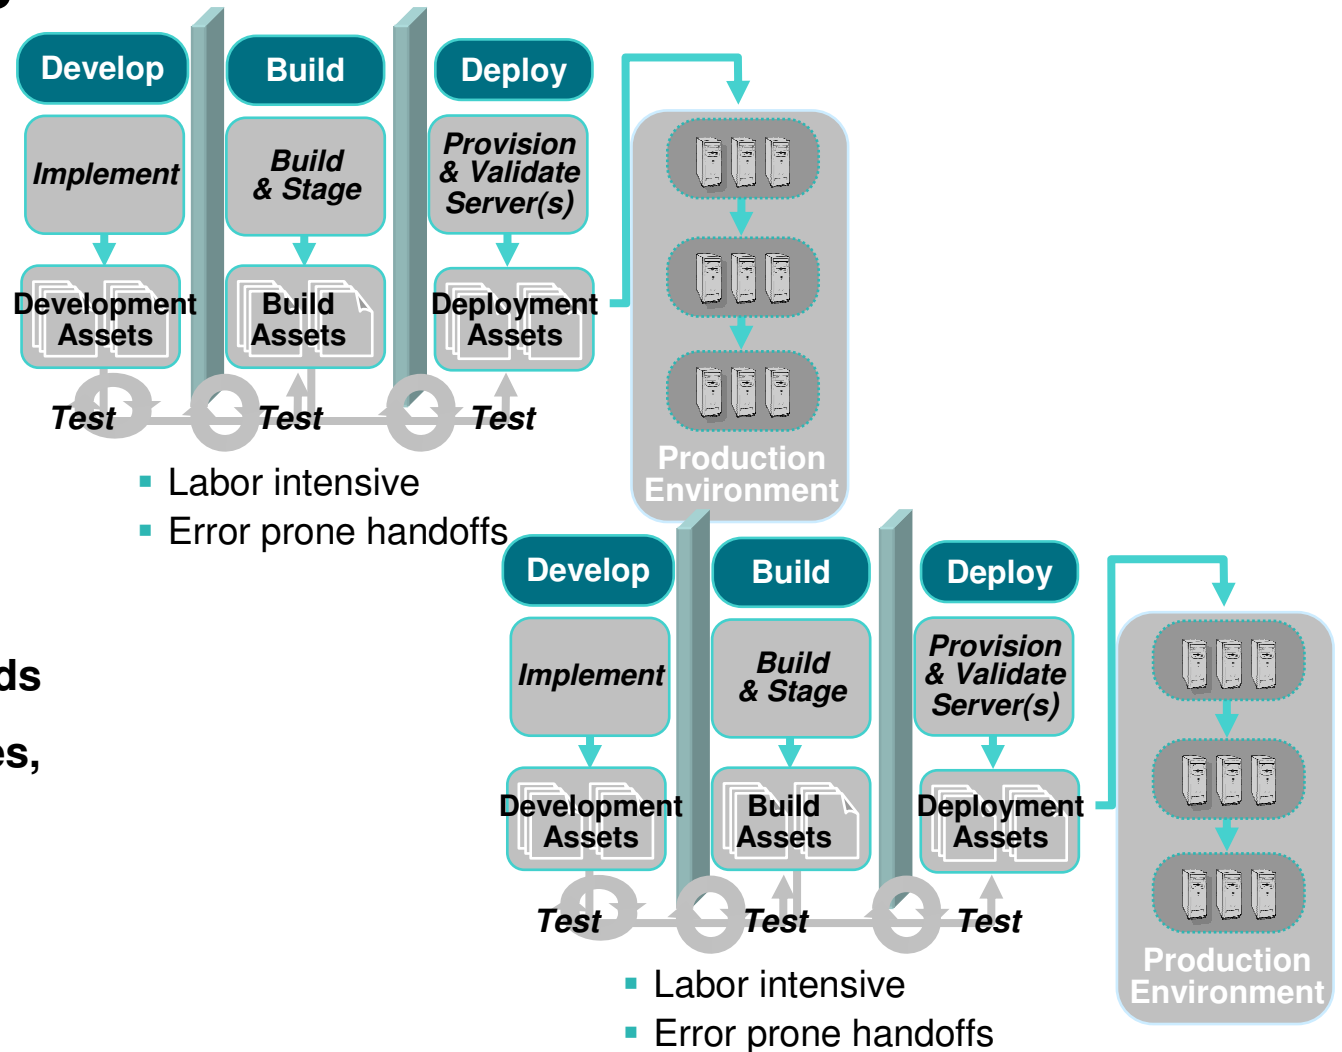 Develop
Build
Deploy
Implement
Build
& Stage
Provision
& Validate
Server(s)
Development
Assets
Build
Assets
Deployment
Assets
Test
Test
Test
Production
Environment
▪ Labor intensive
▪ Error prone handoffs
Develop
Build
Deploy
Implement
Build
& Stage
Provision
& Validate
Server(s)
ds
es,
Development
Assets
Build
Assets
Deployment
Assets
Test
Test
Test
Production
Environment
▪ Labor intensive
▪ Error prone handoffs